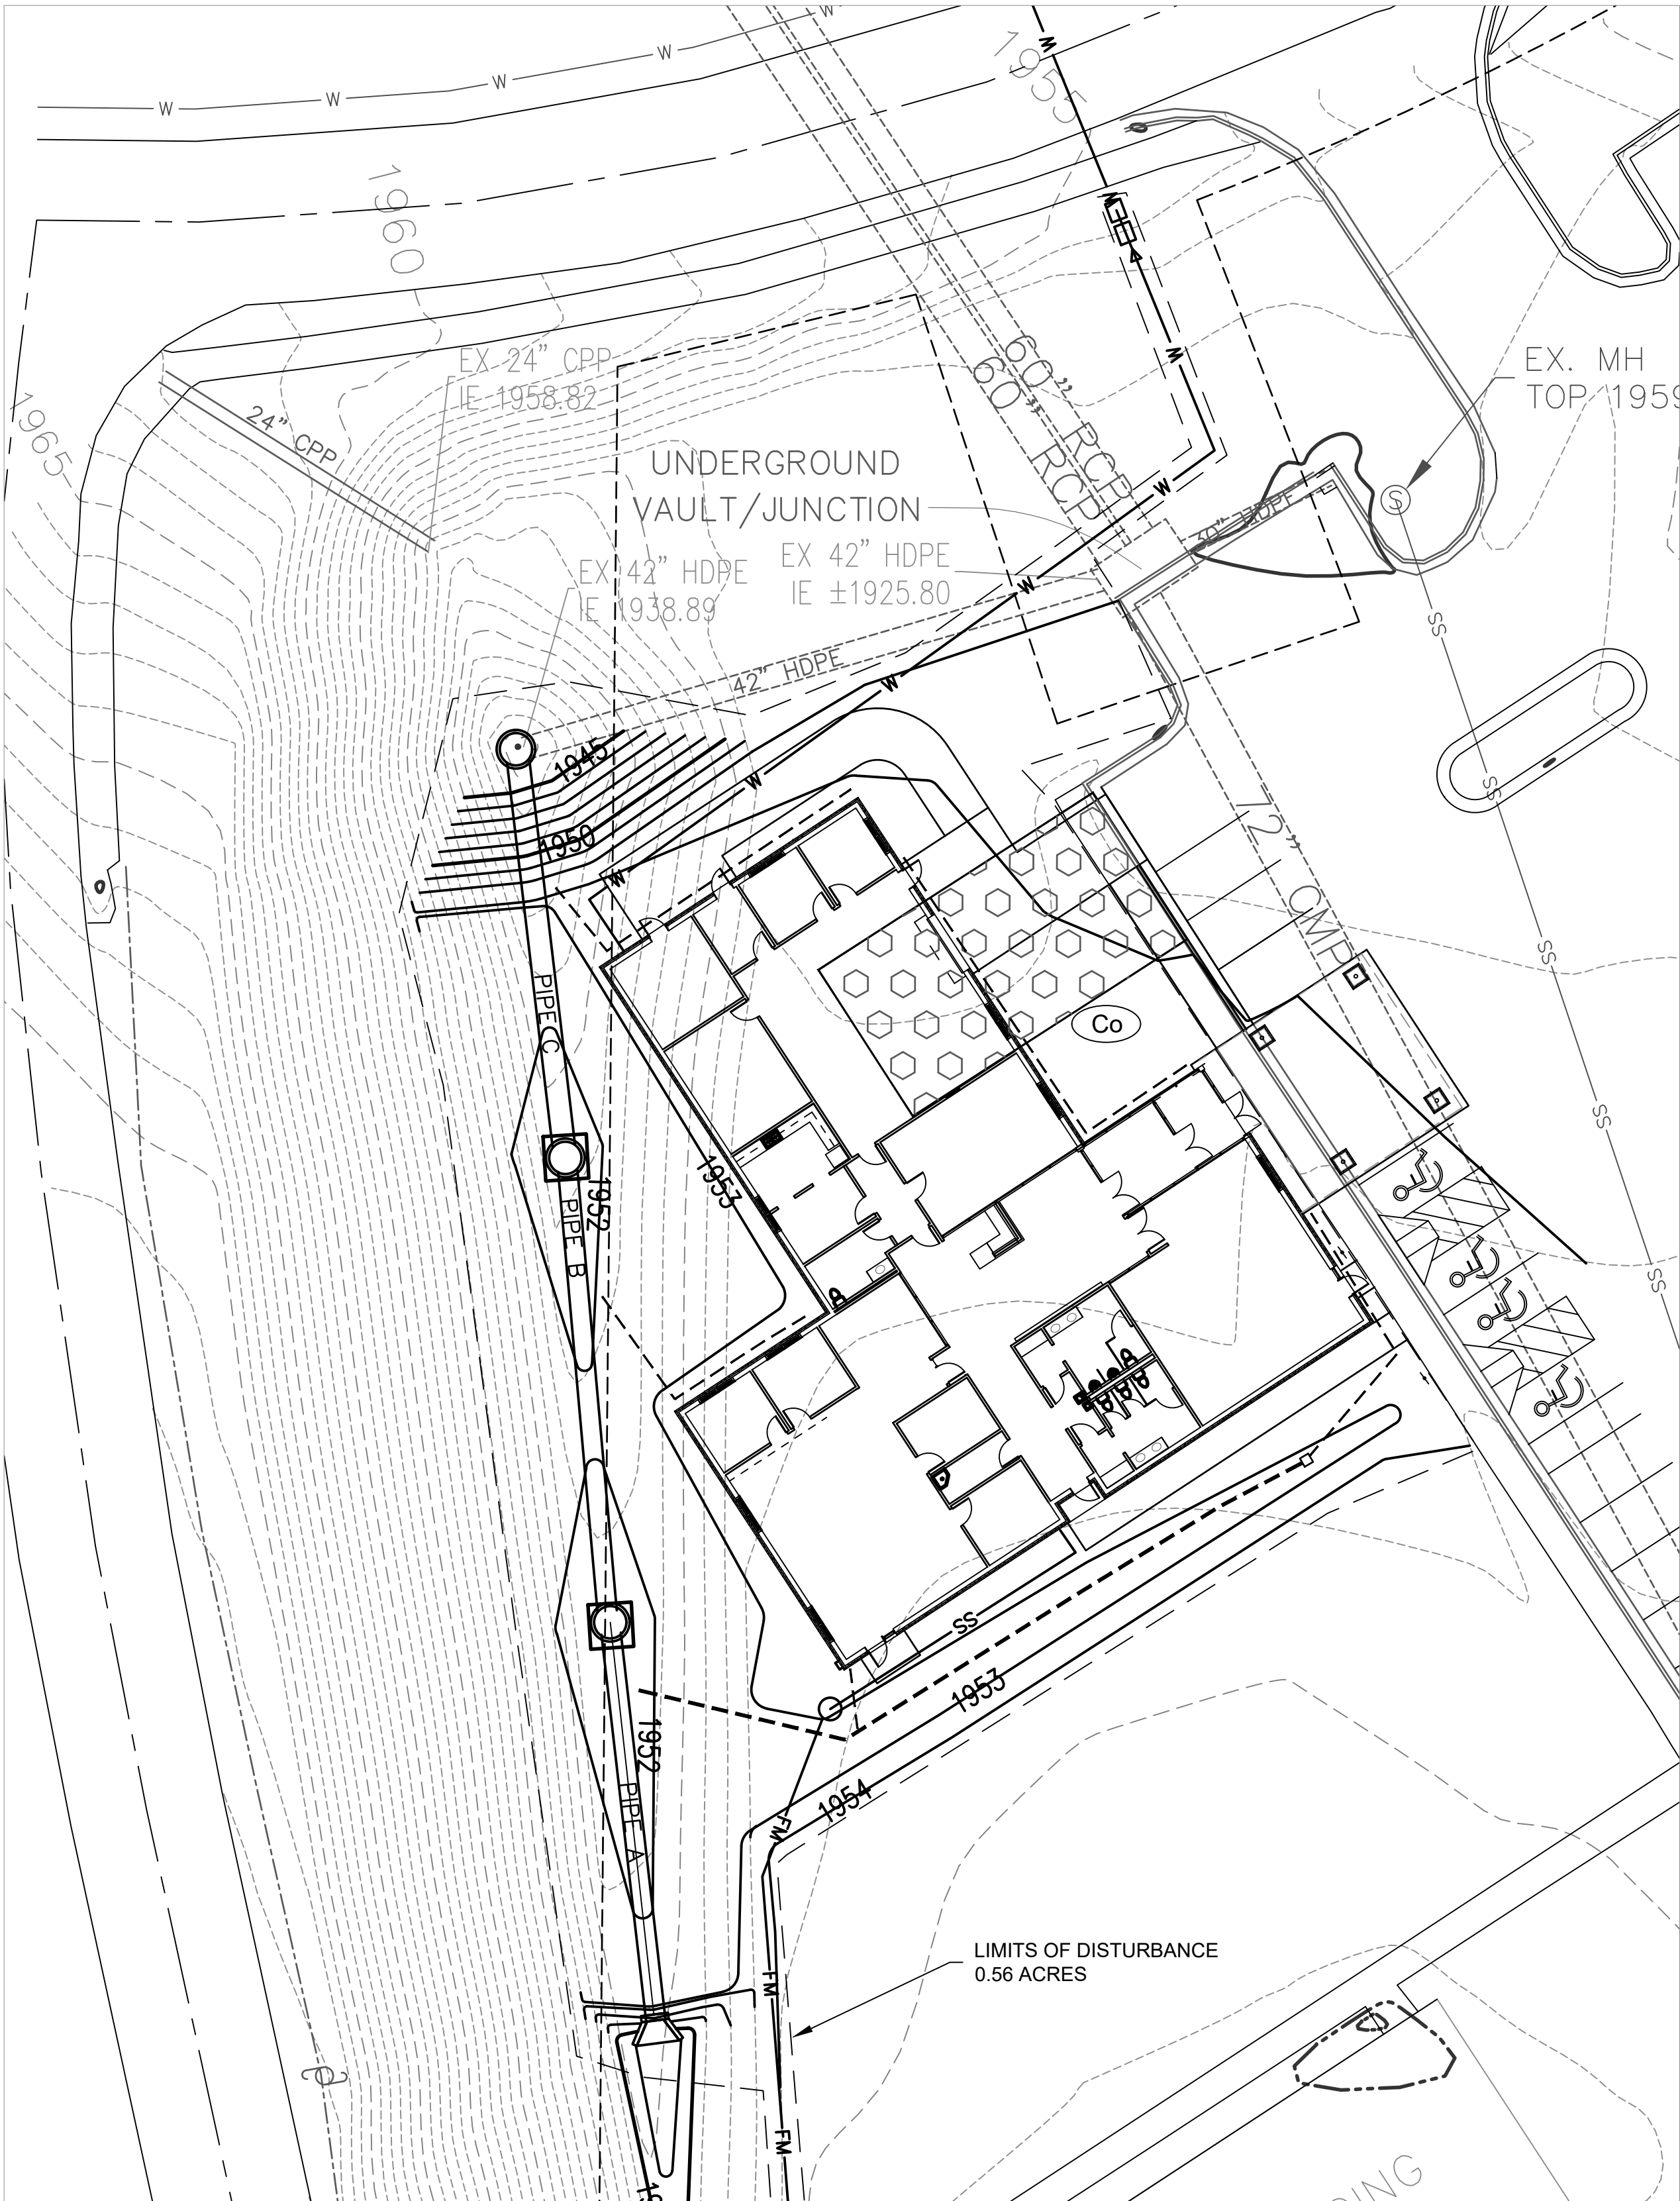 W
W
W
W
W
W
1955
1960
W
W
EX 24" CPP
IE 1958.82
60" RCP
60" RCP
EX. MH
TOP 1959
1965
24" CPP
UNDERGROUND
VAULT/JUNCTION
W
S
EX 42" HDPE
IE 1938.89
EX 42" HDPE
IE ±1925.80
W
SS
42" HDPE
W
1945
W
SS
72" CMP
1950
W
SS
PIPE C
Co
SS
1953
1952
PIPE B
SS
SS
1953
1952
1954
PIPE A
FM
LIMITS OF DISTURBANCE
0.56 ACRES
FM
FM